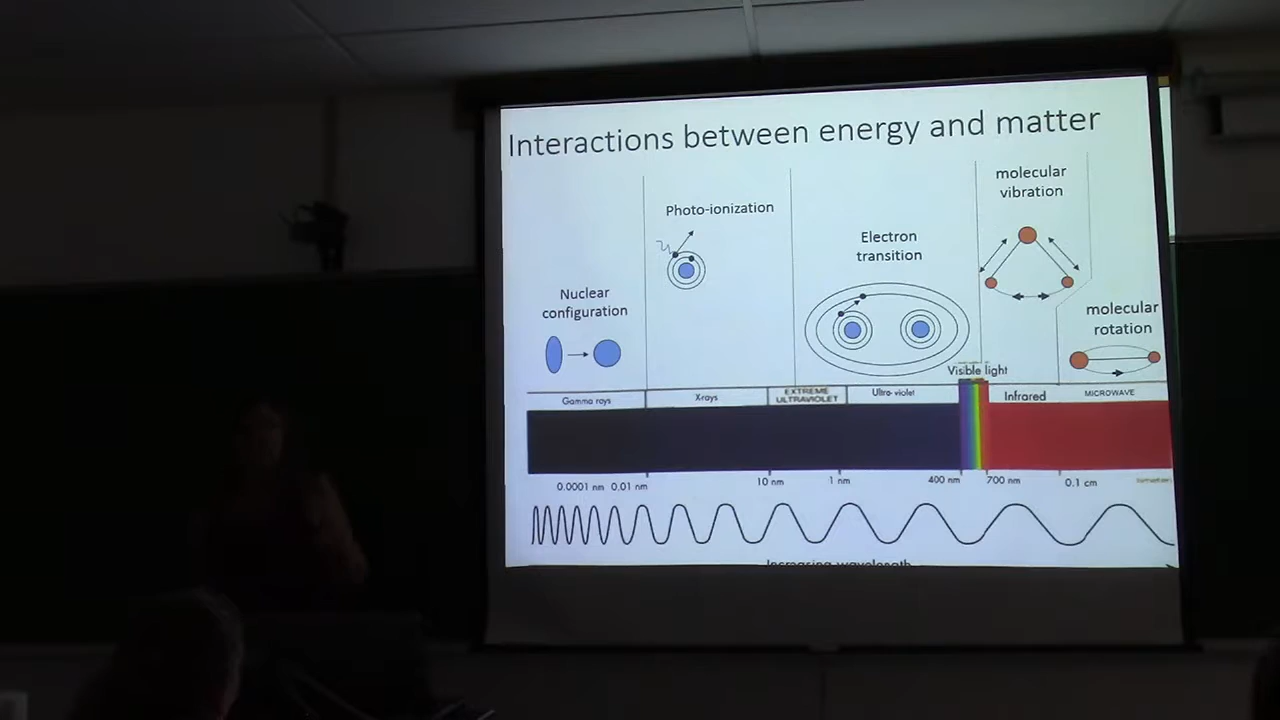 Interactions between energy and matter
molecular
vibration
Photo-ionization
Electron
transition
Nuclear
configuration
molecular
rotation
Visible light
Gamma rays
Xrays
EXTREME
ULTRAVIOLET
Ultra-violet
Infrared
MICROWAVE
0.0001 nm 0.01 nm
10 nm
1 nm
400 nm
700 nm
0.1 cm
Increasing wavelength